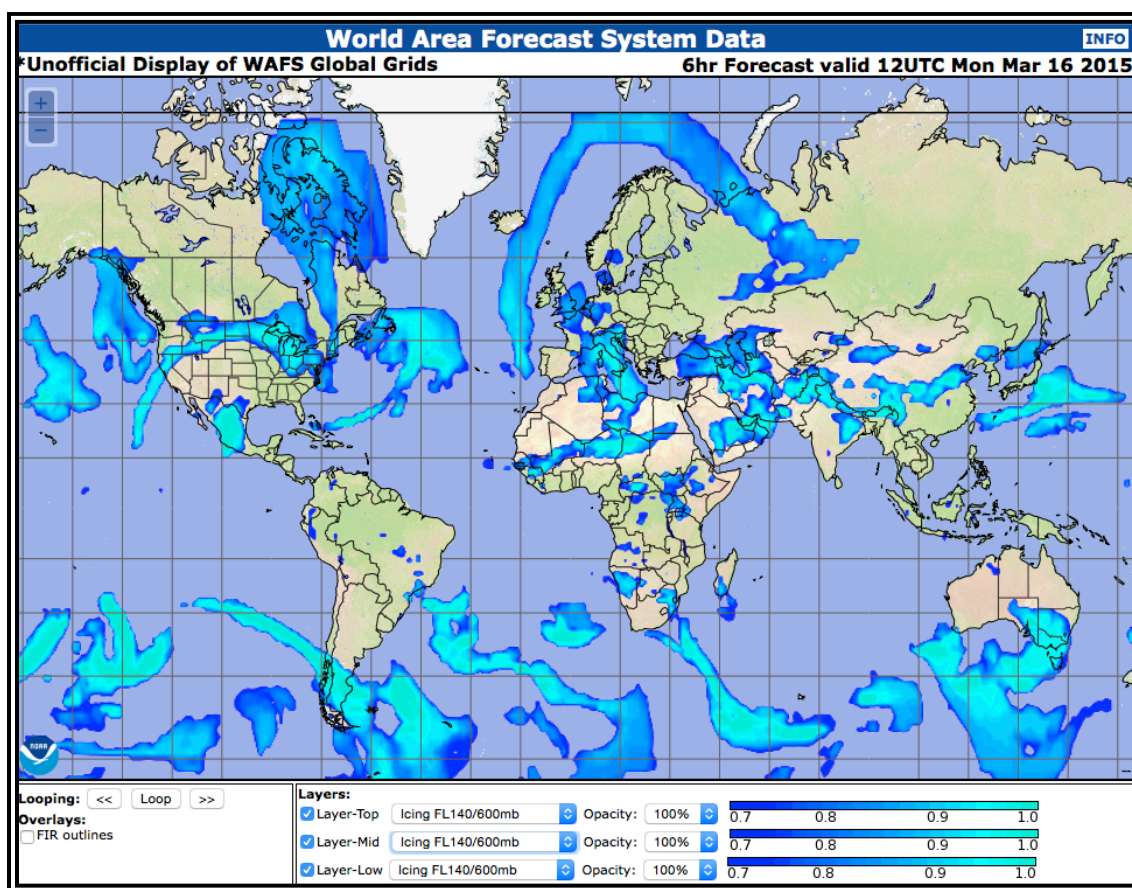 World Area Forecast System Data
INFO
*Unofficial Display of WAFS Global Grids 6hr Forecast valid 12UTC Mon Mar 16 2015
+
−
NOAA
Looping: << Loop >>
Overlays:
FIR outlines
Layers:
Layer-Top Icing FL140/600mb Opacity: 100% 0.7 0.8 0.9 1.0
Layer-Mid Icing FL140/600mb Opacity: 100% 0.7 0.8 0.9 1.0
Layer-Low Icing FL140/600mb Opacity: 100% 0.7 0.8 0.9 1.0